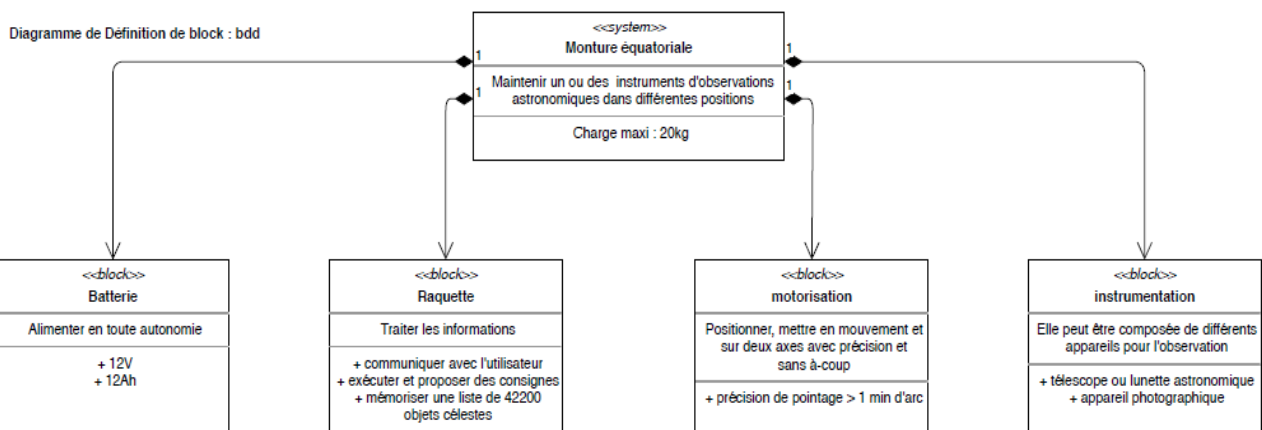 Diagramme de Définition de block : bdd
<<system>>
Monture équatoriale
1
1
Maintenir un ou des instruments d'observations
astronomiques dans différentes positions
1
1
Charge maxi : 20kg
<<block>>
Batterie
Alimenter en toute autonomie
+ 12V
+ 12Ah
<<block>>
Raquette
Traiter les informations
+ communiquer avec l'utilisateur
+ exécuter et proposer des consignes
+ mémoriser une liste de 42200
objets célestes
<<block>>
motorisation
Positionner, mettre en mouvement et
sur deux axes avec précision et
sans à-coup
+ précision de pointage > 1 min d'arc
<<block>>
instrumentation
Elle peut être composée de différents
appareils pour l'observation
+ télescope ou lunette astronomique
+ appareil photographique